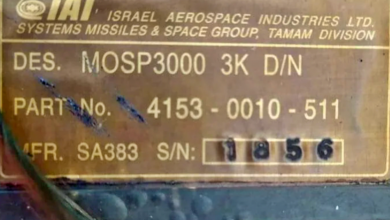 IAI ISRAEL AEROSPACE INDUSTRIES LTD.
SYSTEMS MISSILES & SPACE GROUP, TAMAM DIVISION
DES. MOSP3000 3K D/N
PART No. 4153-0010-511
MFR. SA383 S/N: 1856